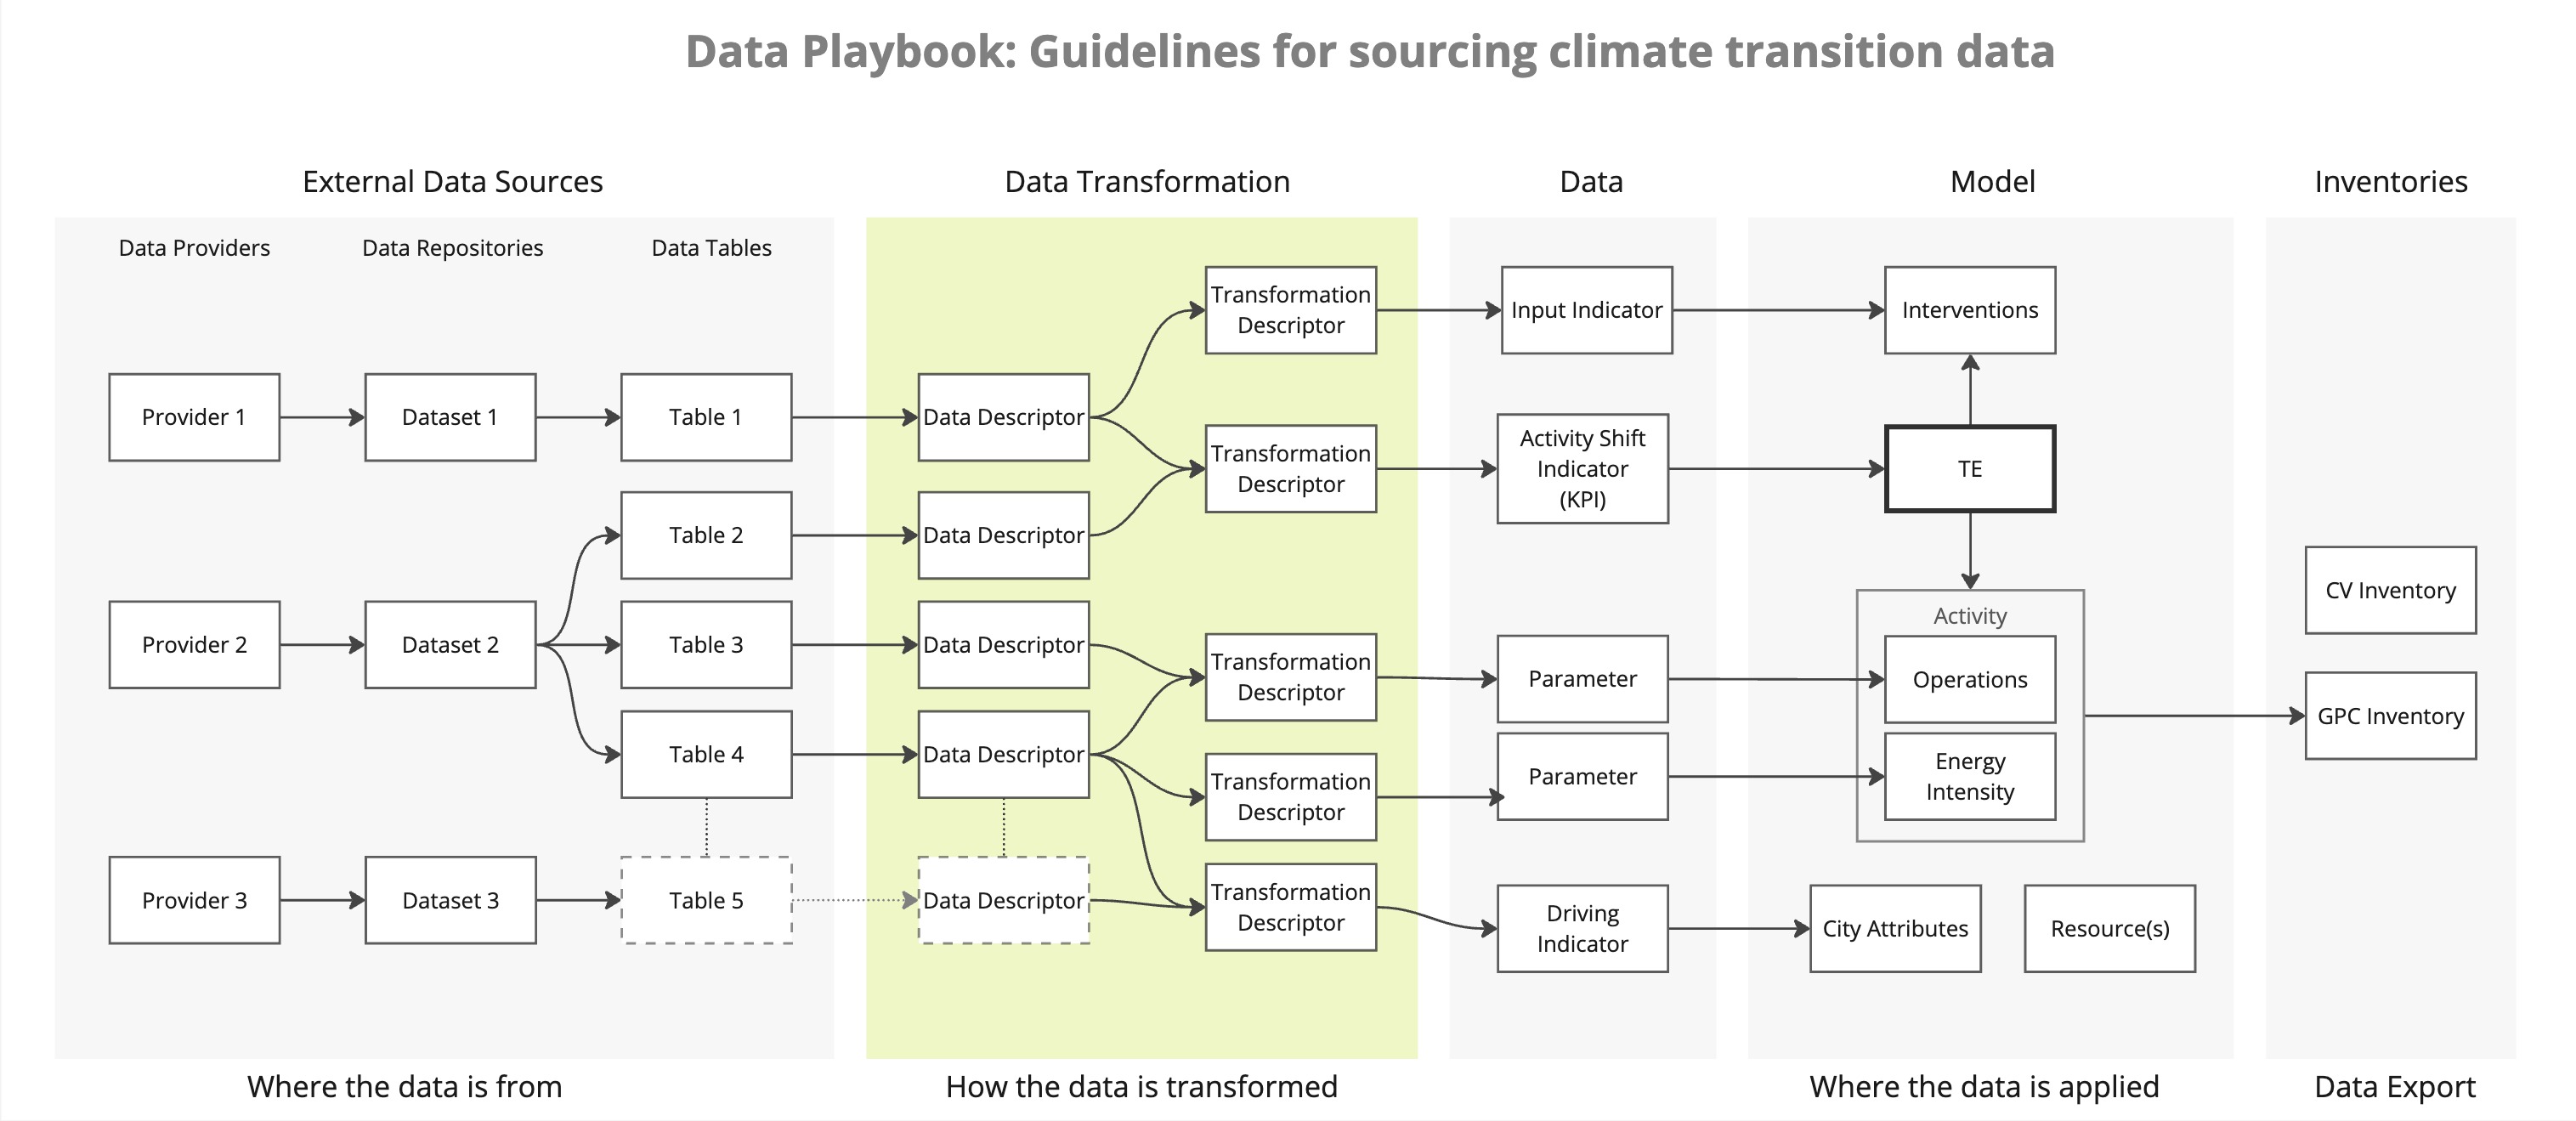 Data Playbook: Guidelines for sourcing climate transition data
External Data Sources
Data Transformation
Data
Model
Inventories
Data Providers
Data Repositories
Data Tables
Provider 1
Dataset 1
Table 1
Table 2
Provider 2
Dataset 2
Table 3
Table 4
Provider 3
Dataset 3
Table 5
Data Descriptor
Data Descriptor
Data Descriptor
Data Descriptor
Data Descriptor
Transformation
Descriptor
Transformation
Descriptor
Transformation
Descriptor
Transformation
Descriptor
Transformation
Descriptor
Input Indicator
Activity Shift
Indicator
(KPI)
Parameter
Parameter
Driving
Indicator
Interventions
TE
Activity
Operations
Energy
Intensity
City Attributes
Resource(s)
CV Inventory
GPC Inventory
Where the data is from
How the data is transformed
Where the data is applied
Data Export